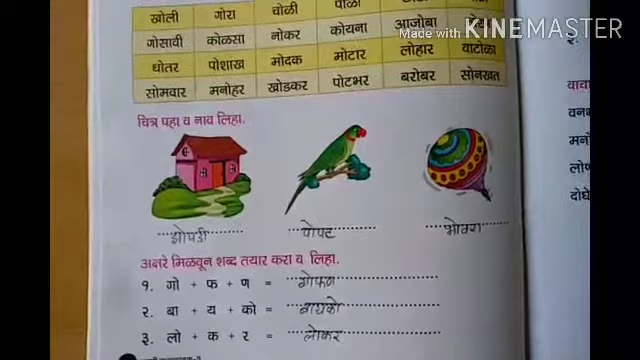 Made with KINEMASTER
खोली गोरा चोळी
गोसावी कोळसा नोकर कोयना आजोबा
धोतर पोशाख मोदक मोटार लोहार वाटोळा
सोमवार मनोहर खोडकर पोटभर बरोबर सोनखत
चित्र पहा व नाव लिहा.
झोपडी पोपट भोवरा
अक्षरे मिळवून शब्द तयार करा व लिहा.
१. गो + फ + ण = गोफण
२. बा + य + को = बायको
३. लो + क + र = लोकर